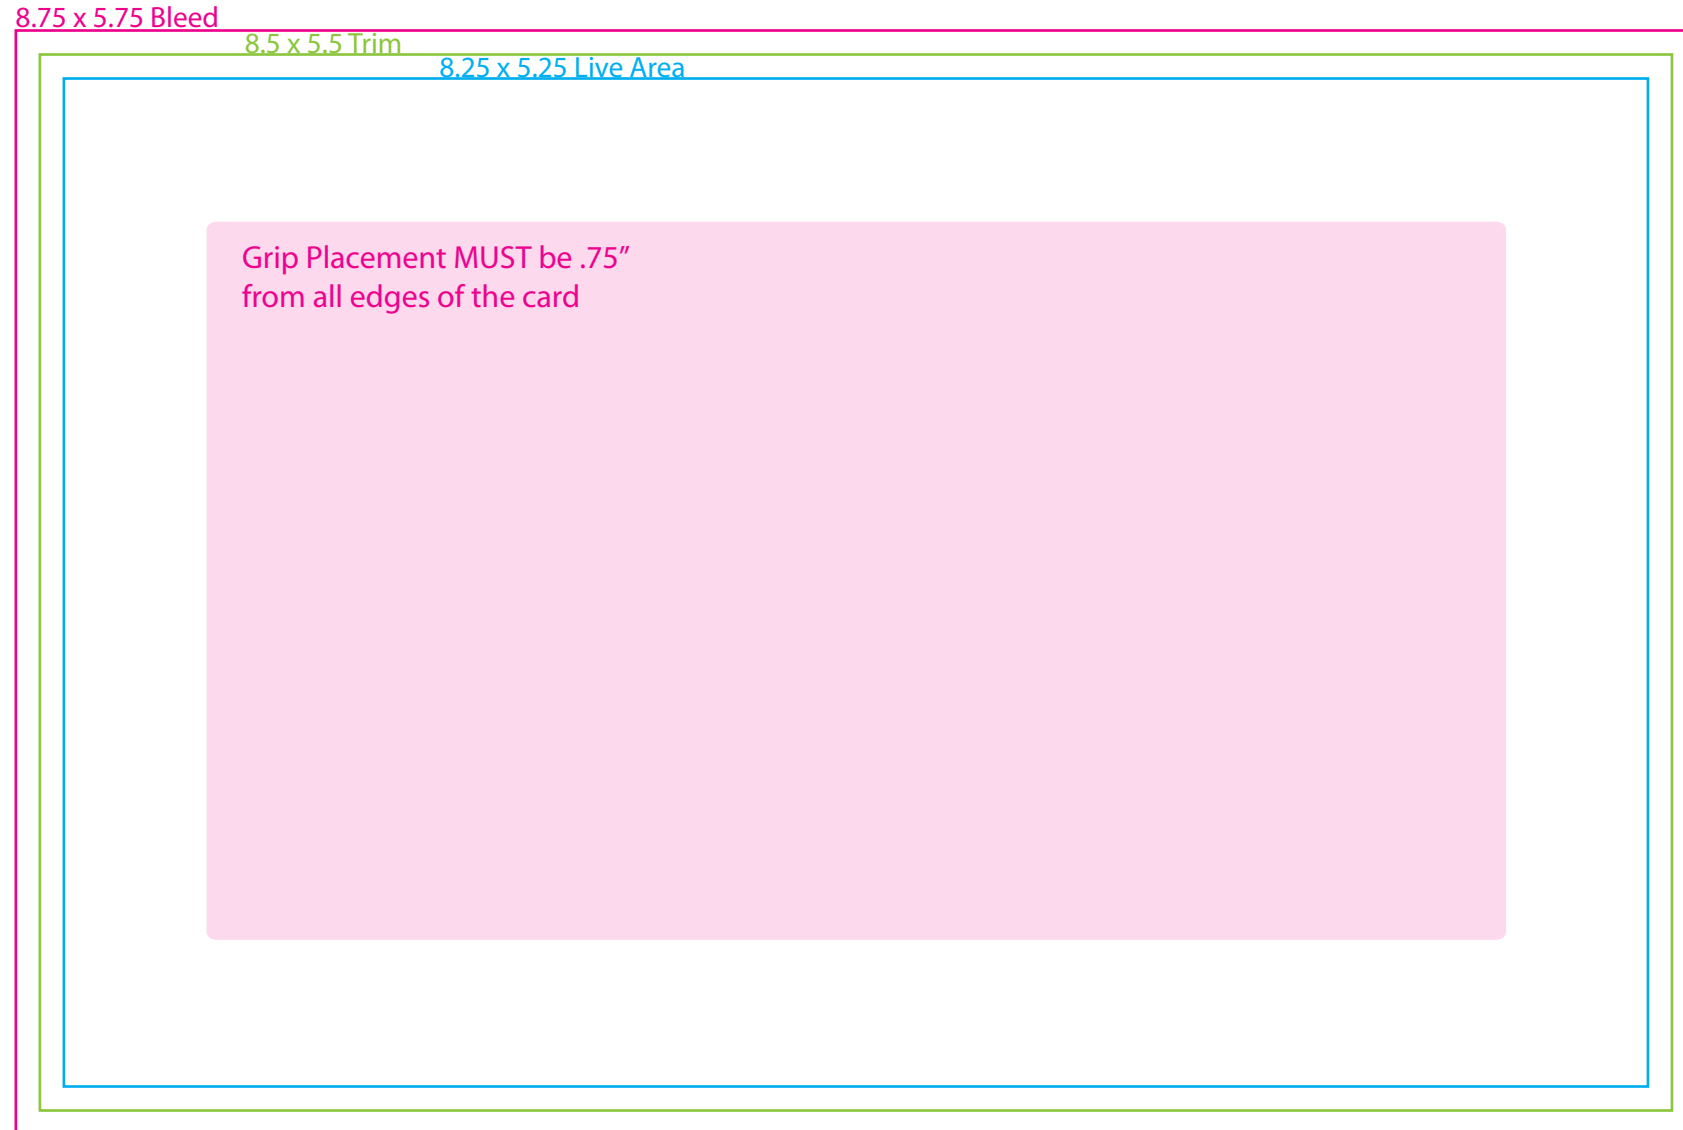 8.75 x 5.75 Bleed
8.5 x 5.5 Trim
8.25 x 5.25 Live Area
Grip Placement MUST be .75”
from all edges of the card